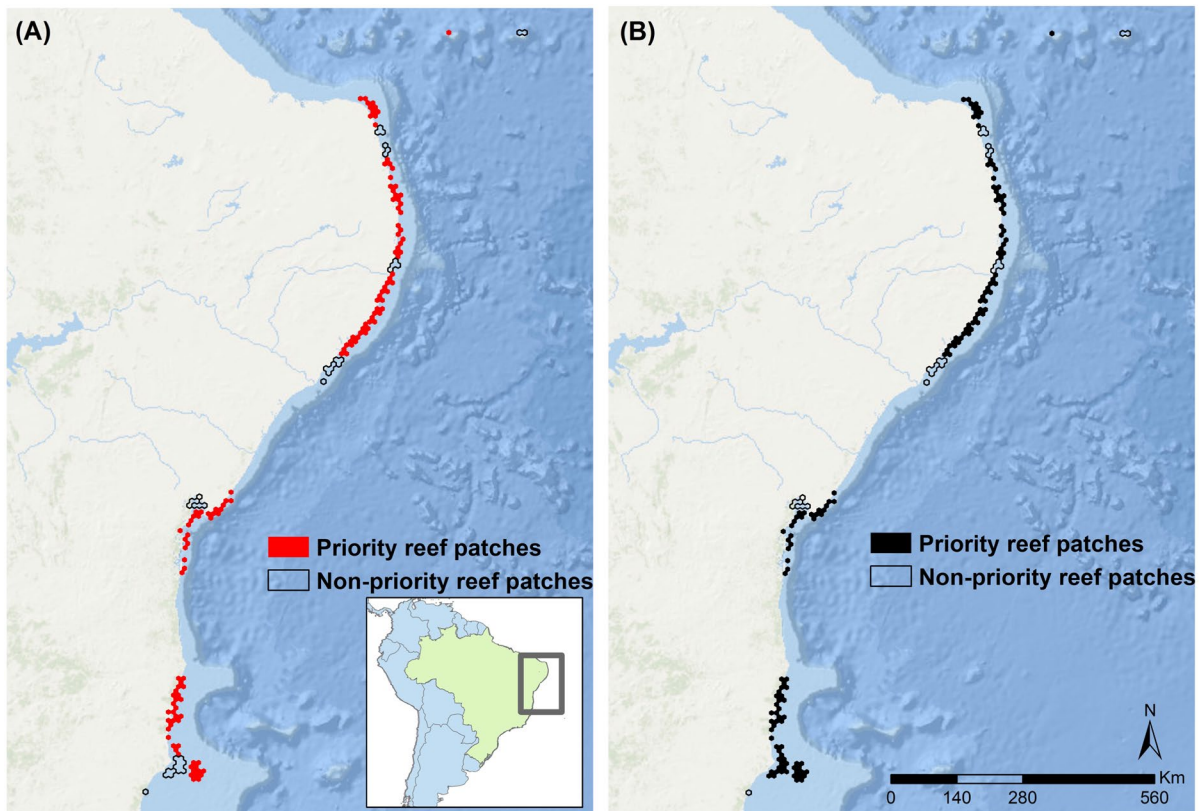 (A)
Priority reef patches
Non-priority reef patches
(B)
Priority reef patches
Non-priority reef patches
N
Km
0 140 280 560